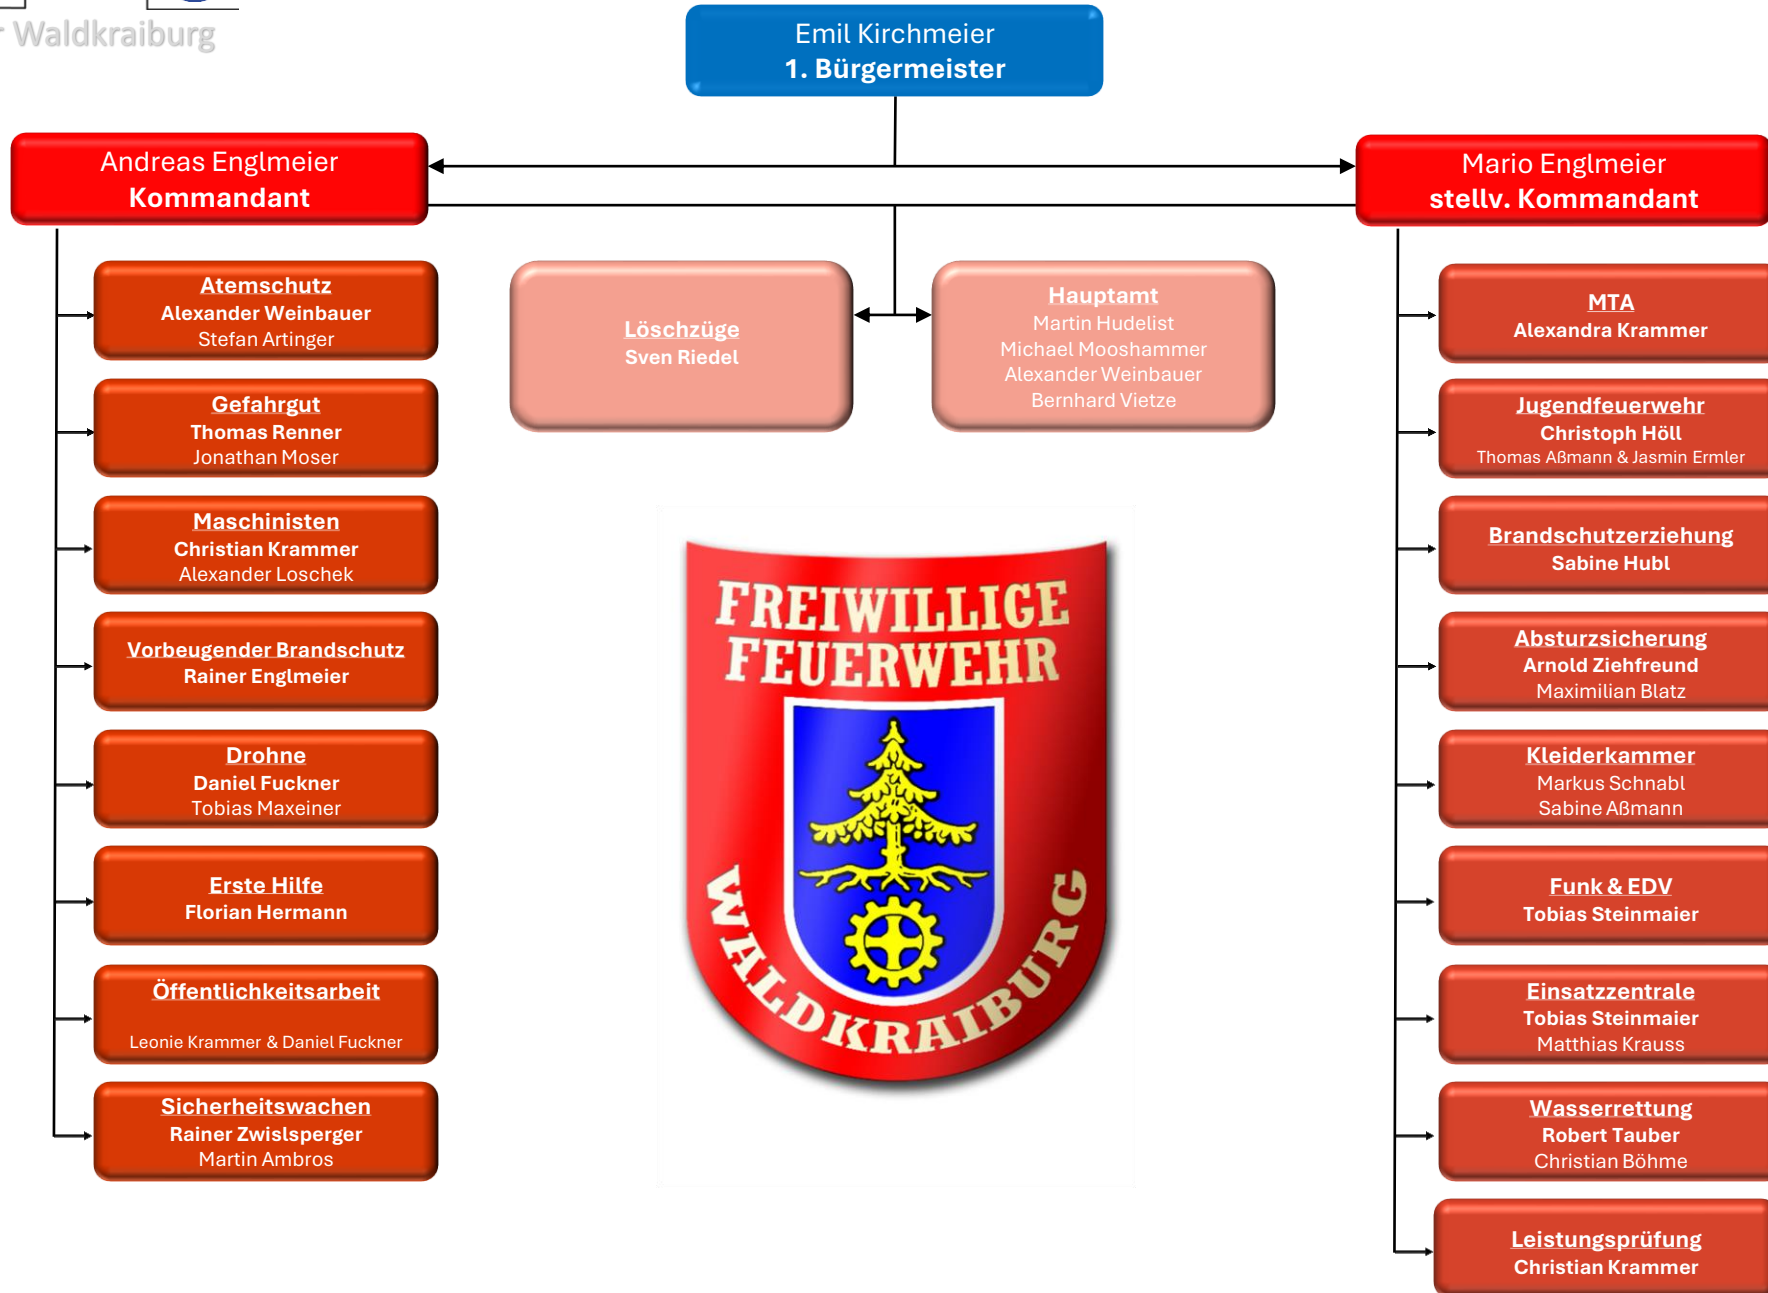 Waldkraiburg
Emil Kirchmeier
1. Bürgermeister
Andreas Englmeier
Kommandant
Mario Englmeier
stellv. Kommandant
Atemschutz
Alexander Weinbauer
Stefan Artinger
Gefahrgut
Thomas Renner
Jonathan Moser
Maschinisten
Christian Krammer
Alexander Loschek
Vorbeugender Brandschutz
Rainer Englmeier
Drohne
Daniel Fuckner
Tobias Maxeiner
Erste Hilfe
Florian Hermann
Öffentlichkeitsarbeit
Leonie Krammer & Daniel Fuckner
Sicherheitswachen
Rainer Zwislsperger
Martin Ambros
Löschzüge
Sven Riedel
Hauptamt
Martin Hudelist
Michael Mooshammer
Alexander Weinbauer
Bernhard Vietze
FREIWILLIGE
FEUERWEHR
WALDKRAIBURG
MTA
Alexandra Krammer
Jugendfeuerwehr
Christoph Höll
Thomas Aßmann & Jasmin Ermler
Brandschutzerziehung
Sabine Hubl
Absturzsicherung
Arnold Ziehfreund
Maximilian Blatz
Kleiderkammer
Markus Schnabl
Sabine Aßmann
Funk & EDV
Tobias Steinmaier
Einsatzzentrale
Tobias Steinmaier
Matthias Krauss
Wasserrettung
Robert Tauber
Christian Böhme
Leistungsprüfung
Christian Krammer